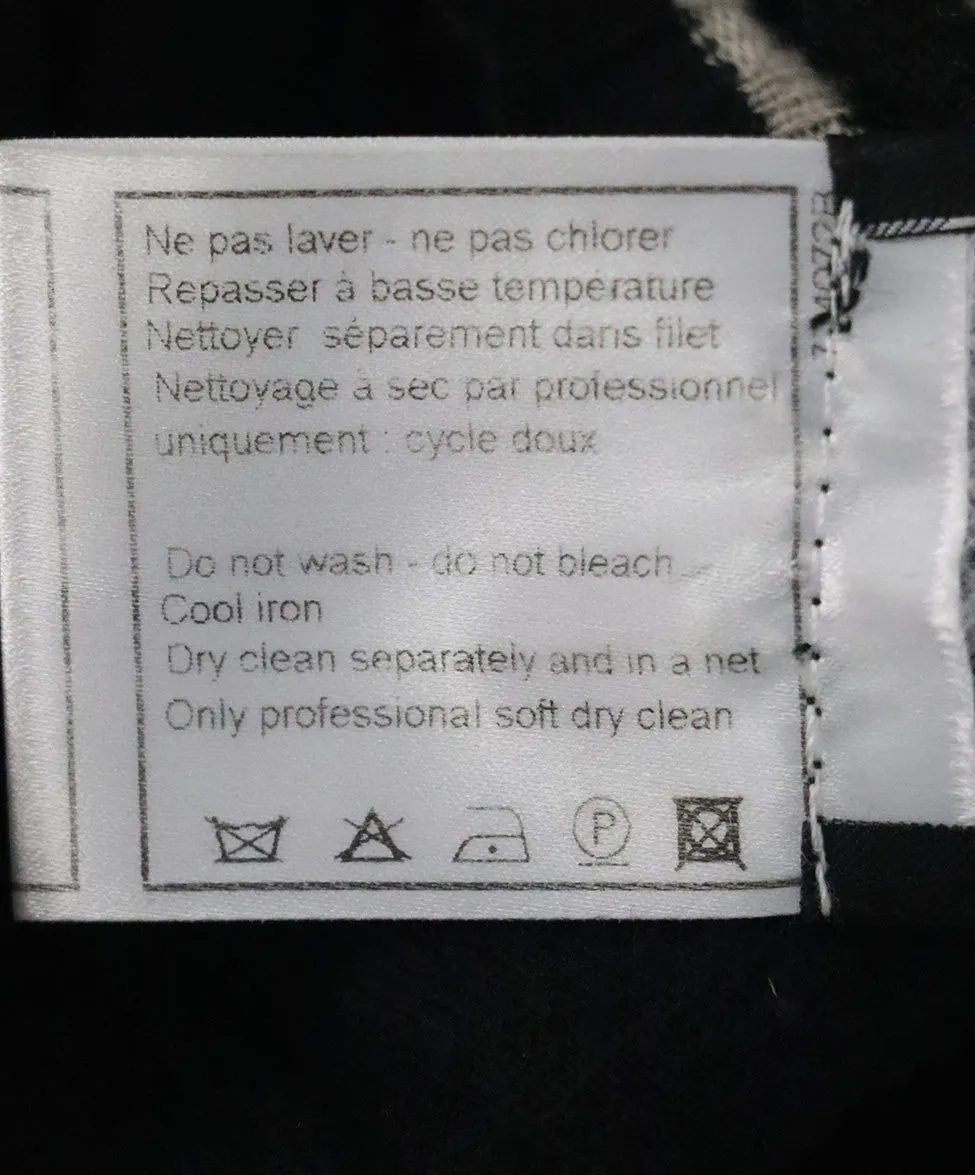 Ne pas laver - ne pas chlorer
Repasser à basse température
Nettoyer séparement dans filet
Nettoyage à sec par professionnel
uniquement : cycle doux
Do not wash - do not bleach
Cool iron
Dry clean separately and in a net
Only professional soft dry clean
P